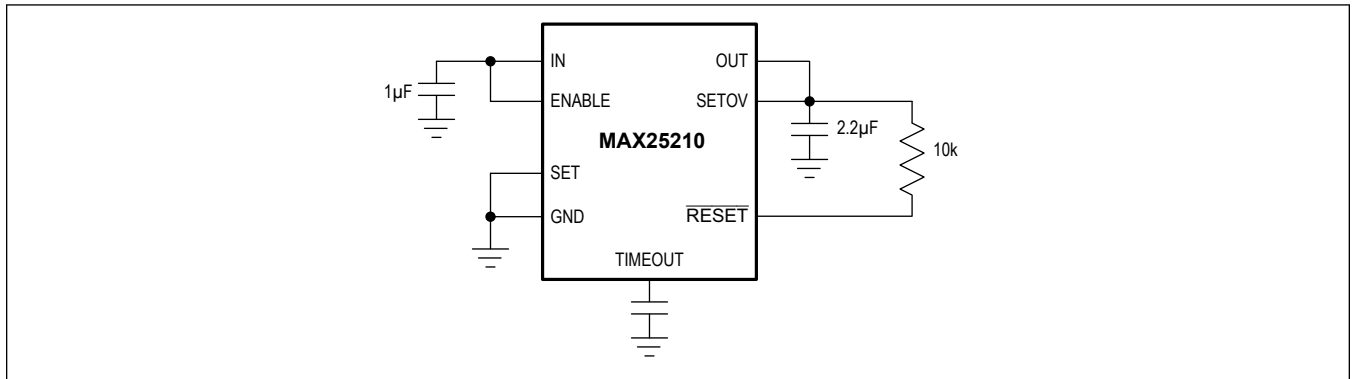 IN
OUT
1µF
ENABLE
SETOV
2.2µF
MAX25210
10k
SET
GND
RESET
TIMEOUT